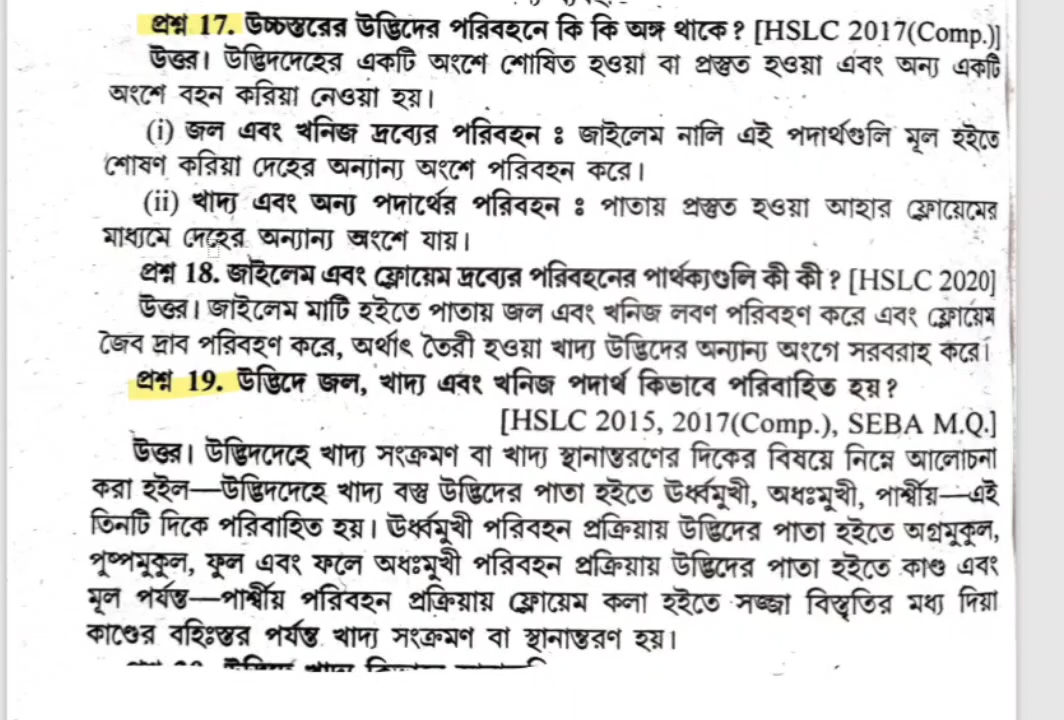 প্রশ্ন 17. উচ্চস্তরের উদ্ভিদের পরিবহনে কি কি অঙ্গ থাকে? [HSLC 2017(Comp.)]
উত্তর। উদ্ভিদদেহের একটি অংশে শোষিত হওয়া বা প্রস্তুত হওয়া এবং অন্য একটি
অংশে বহন করিয়া নেওয়া হয়।
(i) জল এবং খনিজ দ্রব্যের পরিবহন ঃ জাইলেম নালি এই পদার্থগুলি মূল হইতে
শোষণ করিয়া দেহের অন্যান্য অংশে পরিবহন করে।
(ii) খাদ্য এবং অন্য পদার্থের পরিবহন ঃ পাতায় প্রস্তুত হওয়া আহার ফ্লোয়েমের
মাধ্যমে দেহের অন্যান্য অংশে যায়।
প্রশ্ন 18. জাইলেম এবং ফ্লোয়েম দ্রব্যের পরিবহনের পার্থক্যগুলি কী কী? [HSLC 2020]
উত্তর। জাইলেম মাটি হইতে পাতায় জল এবং খনিজ লবণ পরিবহণ করে এবং ফ্লোয়েম
জৈব দ্রাব পরিবহণ করে, অর্থাৎ তৈরী হওয়া খাদ্য উদ্ভিদের অন্যান্য অংশে সরবরাহ করে।
প্রশ্ন 19. উদ্ভিদে জল, খাদ্য এবং খনিজ পদার্থ কিভাবে পরিবাহিত হয়?
[HSLC 2015, 2017(Comp.), SEBA M.Q.]
উত্তর। উদ্ভিদদেহে খাদ্য সংক্রমণ বা খাদ্য স্থানান্তরণের দিকের বিষয়ে নিম্নে আলোচনা
করা হইল—উদ্ভিদদেহে খাদ্য বস্তু উদ্ভিদের পাতা হইতে ঊর্ধ্বমুখী, অধঃমুখী, পার্শ্বীয়—এই
তিনটি দিকে পরিবাহিত হয়। ঊর্ধ্বমুখী পরিবহন প্রক্রিয়ায় উদ্ভিদের পাতা হইতে অগ্রমুকুল,
পুষ্পমুকুল, ফুল এবং ফলে অধঃমুখী পরিবহন প্রক্রিয়ায় উদ্ভিদের পাতা হইতে কাণ্ড এবং
মূল পর্যন্ত—পার্শ্বীয় পরিবহন প্রক্রিয়ায় ফ্লোয়েম কলা হইতে সজ্জা বিস্তৃতির মধ্য দিয়া
কাণ্ডের বহিঃস্তর পর্যন্ত খাদ্য সংক্রমণ বা স্থানান্তরণ হয়।